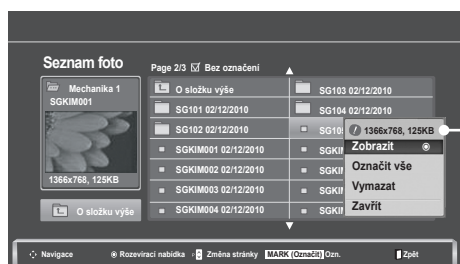 Seznam foto
Page 2/3 Bez označení
Mechanika 1
SGKIM001
1366x768, 125KB
O složku výše
O složku výše
SG101 02/12/2010
SG102 02/12/2010
SGKIM001 02/12/2010
SGKIM002 02/12/2010
SGKIM003 02/12/2010
SGKIM004 02/12/2010
SG103 02/12/2010
SG104 02/12/2010
1366x768, 125KB
Zobrazit
Označit vše
Vymazat
Zavřít
Navigace
Rozevírací nabídka
Změna stránky
MARK (Označit) Ozn.
Zpět